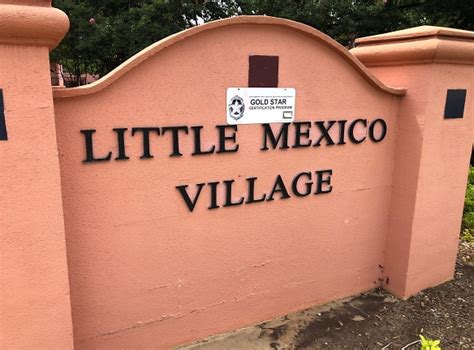 GOLD STAR
CERTIFICATION PROGRAM
LITTLE MEXICO
VILLAGE